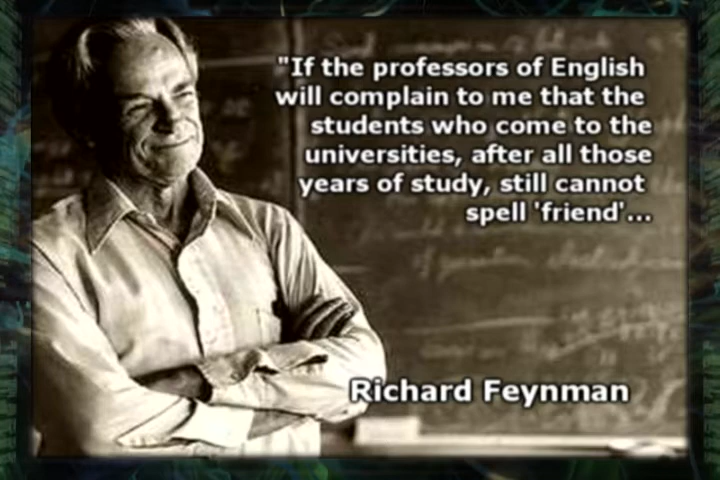 "If the professors of English
will complain to me that the
students who come to the
universities, after all those
years of study, still cannot
spell 'friend'...
Richard Feynman